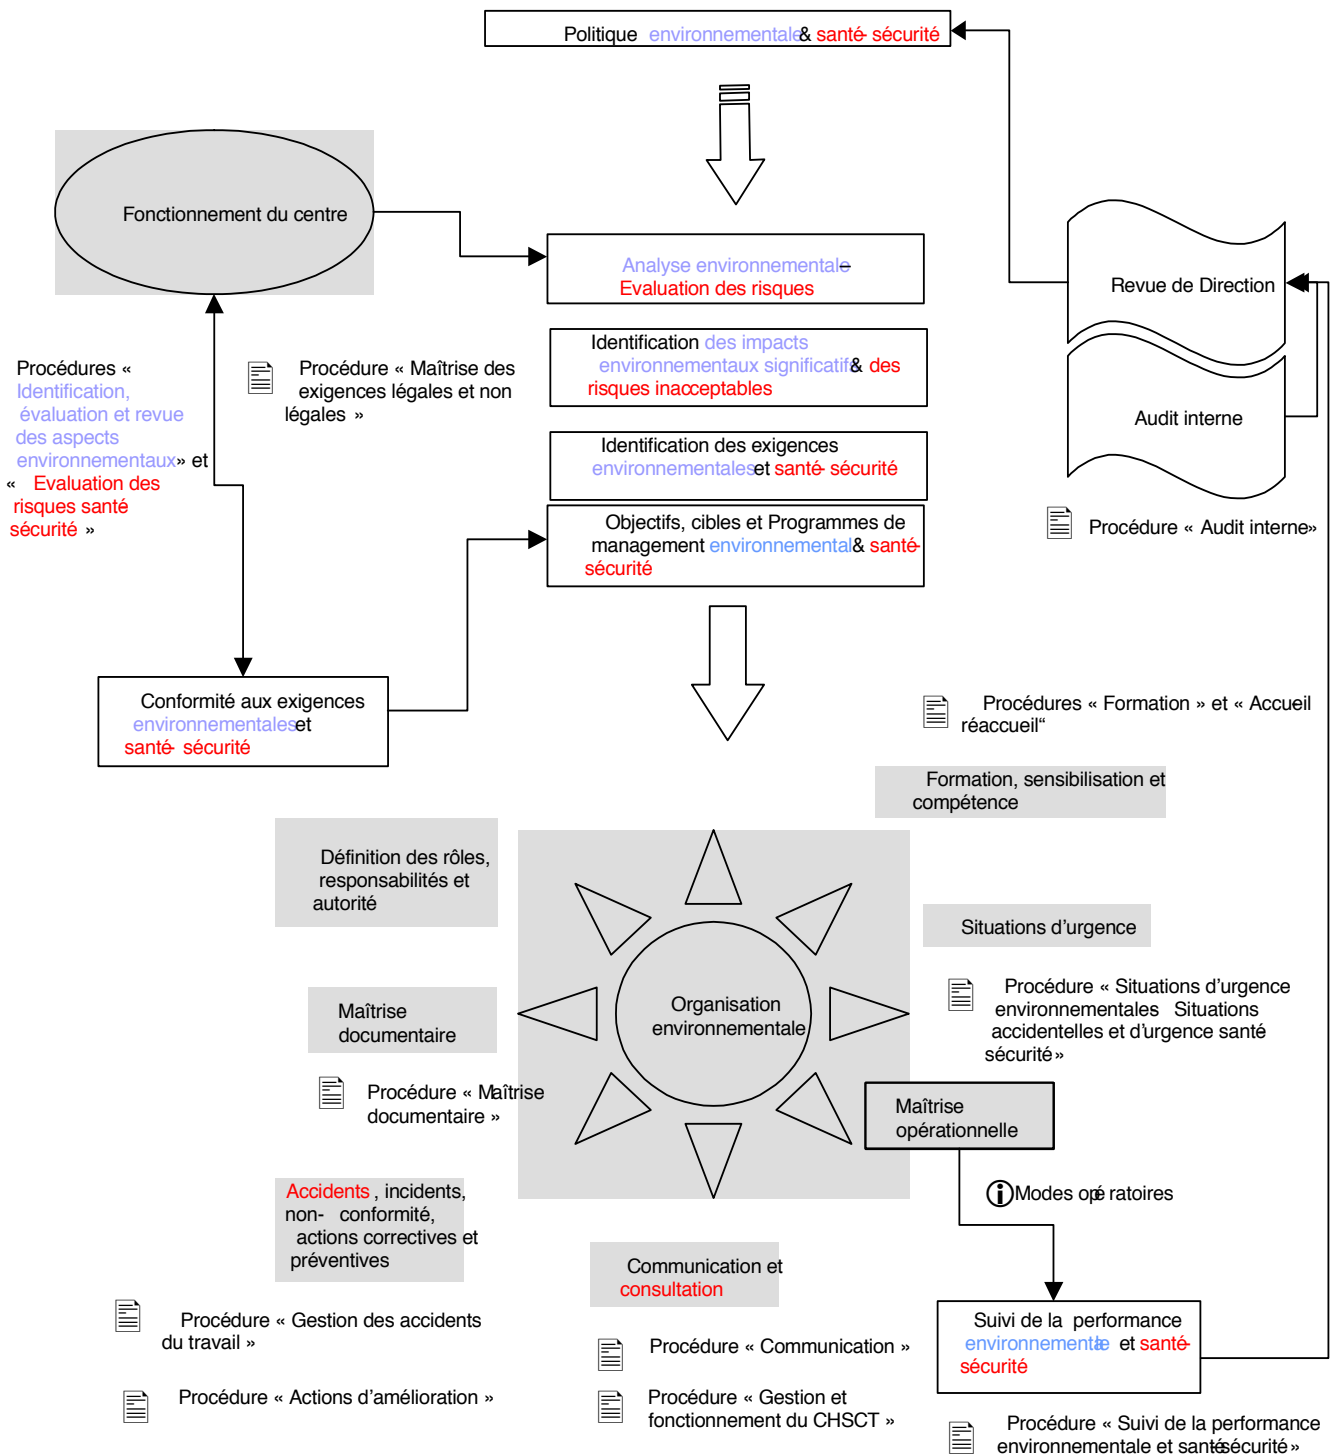 Politique environnementale & santé- sécurité
Fonctionnement du centre
Analyse environnementale –
Evaluation des risques
Revue de Direction
Identification des impacts
environnementaux significatifs & des
risques inacceptables
Procédures «
Identification,
évaluation et revue
des aspects
environnementaux» et
« Evaluation des
risques santé
sécurité »
Procédure « Maîtrise des
exigences légales et non
légales »
Audit interne
Identification des exigences
environnementales et santé- sécurité
Objectifs, cibles et Programmes de
management environnemental & santé-
sécurité
Procédure « Audit interne»
Conformité aux exigences
environnementales et
santé- sécurité
Procédures « Formation » et « Accueil
réaccueil“
Formation, sensibilisation et
compétence
Définition des rôles,
responsabilités et
autorité
Situations d’urgence
Maîtrise
documentaire
Organisation
environnementale
Procédure « Situations d’urgence
environnementales Situations
accidentelles et d’urgence santé
sécurité»
Procédure « Maîtrise
documentaire »
Maîtrise
opérationnelle
Accidents , incidents,
non- conformité,
actions correctives et
préventives
Modes opé ratoires
Communication et
consultation
Procédure « Gestion des accidents
du travail »
Suivi de la performance
environnementale et santé-
sécurité
Procédure « Communication »
Procédure « Actions d’amélioration »
Procédure « Gestion et
fonctionnement du CHSCT »
Procédure « Suivi de la performance
environnementale et santé-sécurité»